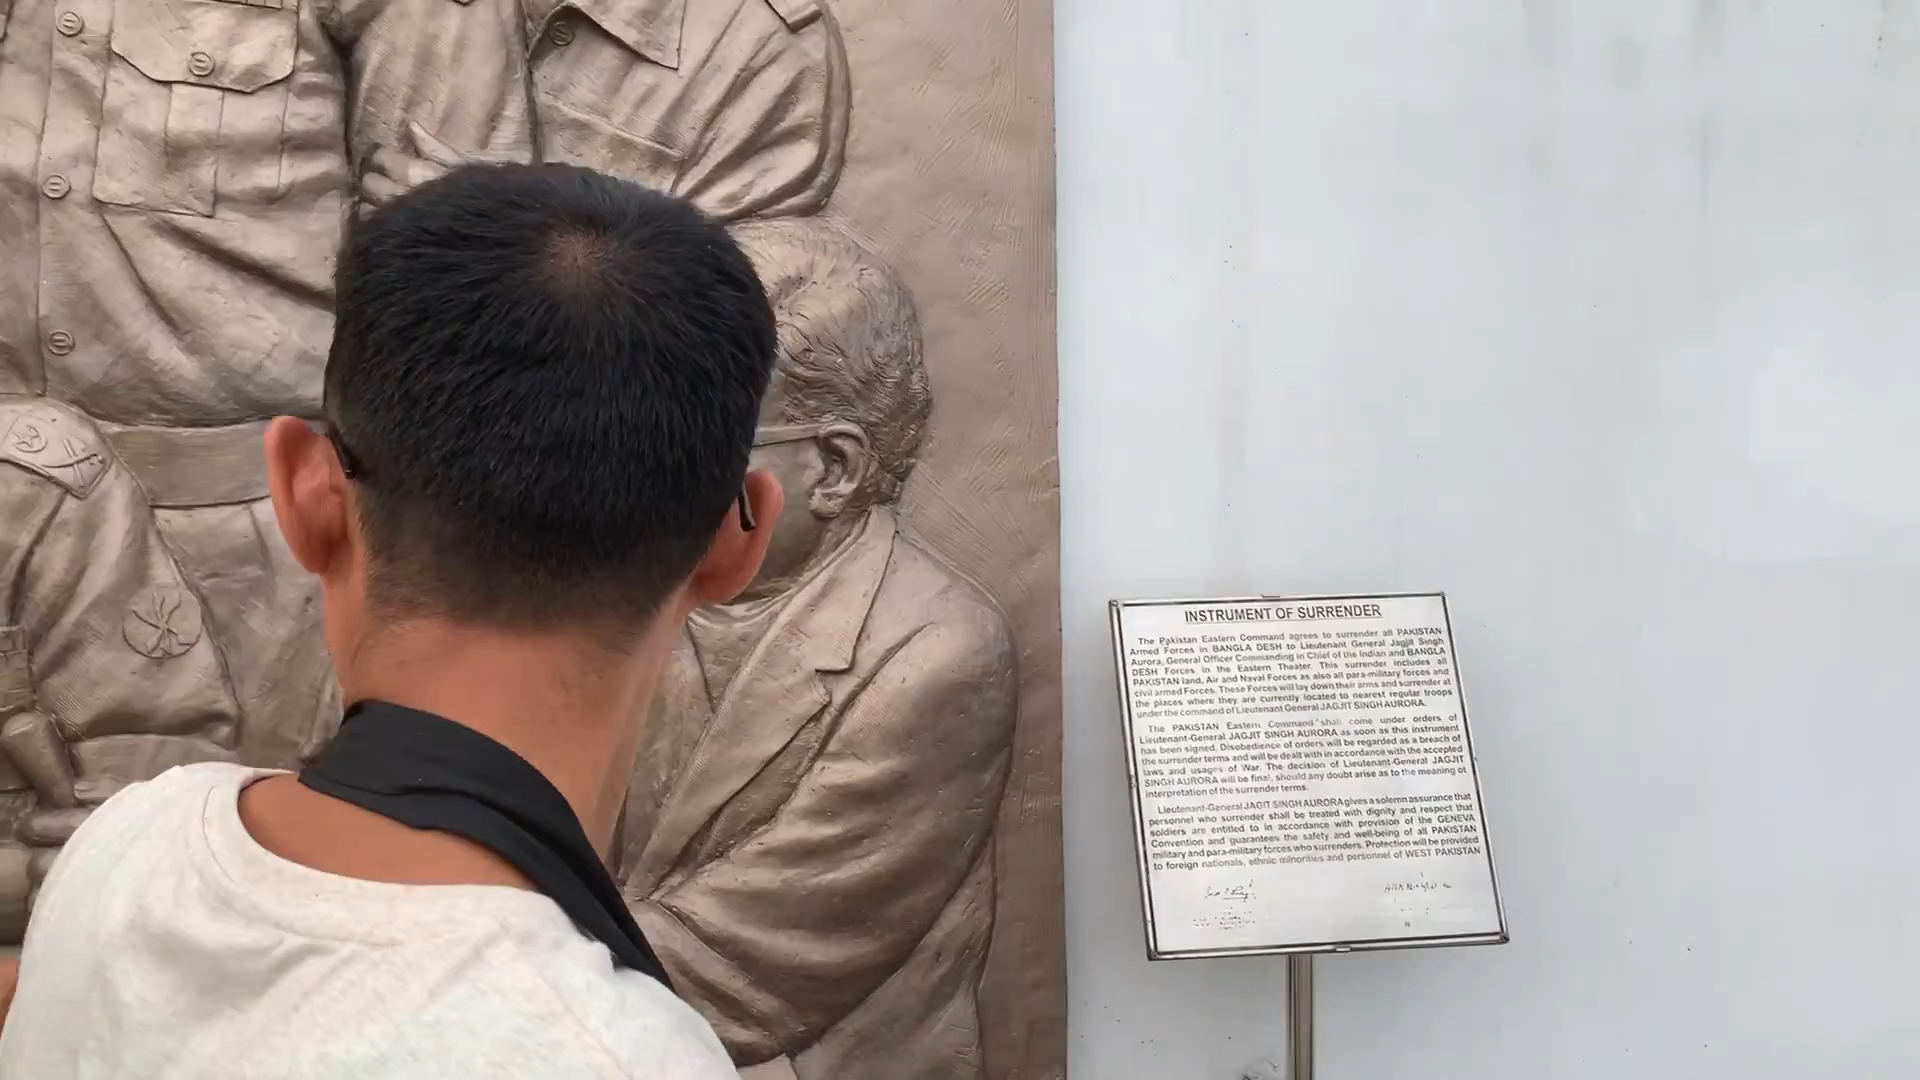 INSTRUMENT OF SURRENDER
The Pakistan Eastern Command agrees to surrender all PAKISTAN
Armed Forces in BANGLA DESH to Lieutenant General Jagjit Singh
Aurora, General Officer Commanding in Chief of the Indian and BANGLA
DESH Forces in the Eastern Theater. This surrender includes all
PAKISTAN land, Air and Naval Forces as also all para-military forces and
civil armed Forces. These Forces will lay down their arms and surrender at
the places where they are currently located to nearest regular troops
under the command of Lieutenant General JAGJIT SINGH AURORA.
The PAKISTAN Eastern Command shall come under orders of
Lieutenant-General JAGJIT SINGH AURORA as soon as this instrument
has been signed. Disobedience of orders will be regarded as a breach of
the surrender terms and will be dealt with in accordance with the accepted
laws and usages of War. The decision of Lieutenant-General JAGJIT
SINGH AURORA will be final, should any doubt arise as to the meaning of
interpretation of the surrender terms.
Lieutenant-General JAGIT SINGH AURORA gives a solemn assurance that
personnel who surrender shall be treated with dignity and respect that
soldiers are entitled to in accordance with provision of the GENEVA
Convention and guarantees the safety and well-being of all PAKISTAN
military and para-military forces who surrenders. Protection will be provided
to foreign nationals, ethnic minorities and personnel of WEST PAKISTAN